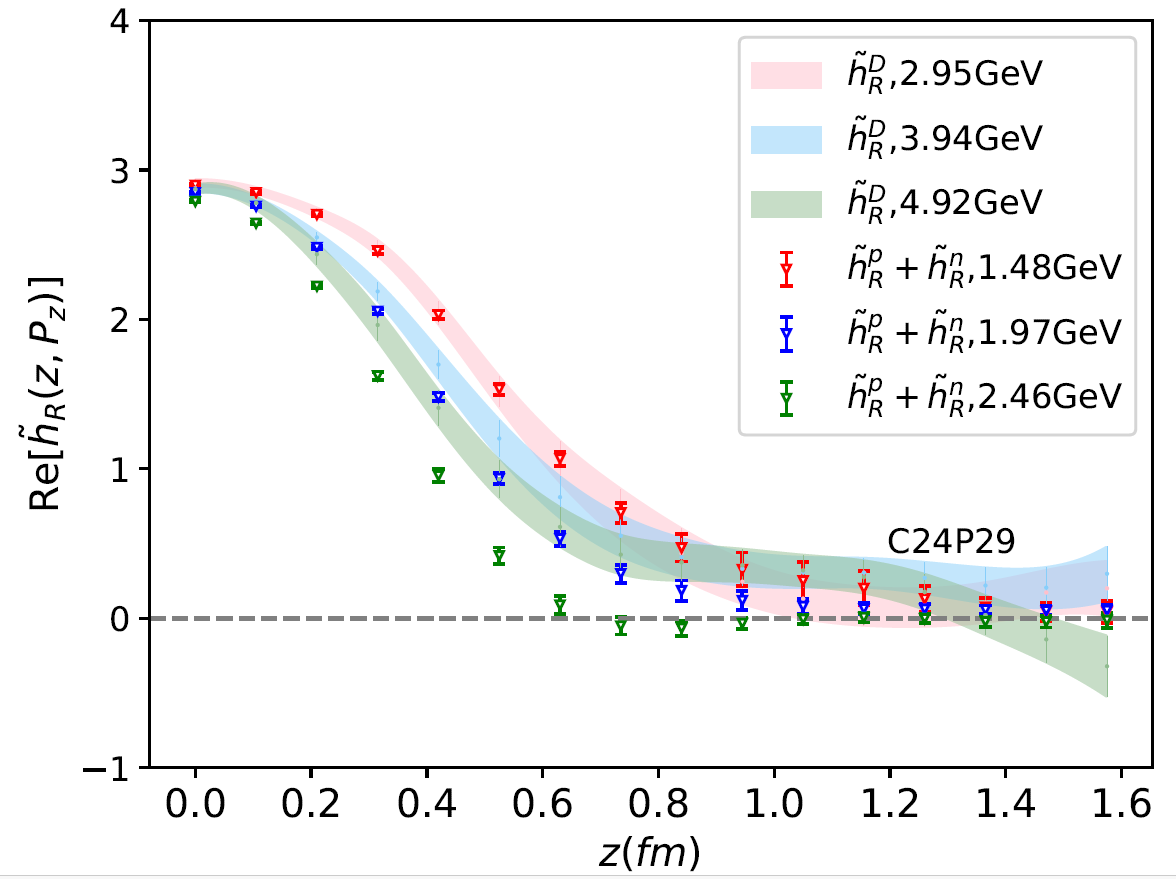 4
3
2
1
0
−1
Re[h̃_R(z, P_z)]
h̃_R^D,2.95GeV
h̃_R^D,3.94GeV
h̃_R^D,4.92GeV
h̃_R^p + h̃_R^n,1.48GeV
h̃_R^p + h̃_R^n,1.97GeV
h̃_R^p + h̃_R^n,2.46GeV
C24P29
0.0 0.2 0.4 0.6 0.8 1.0 1.2 1.4 1.6
z(fm)